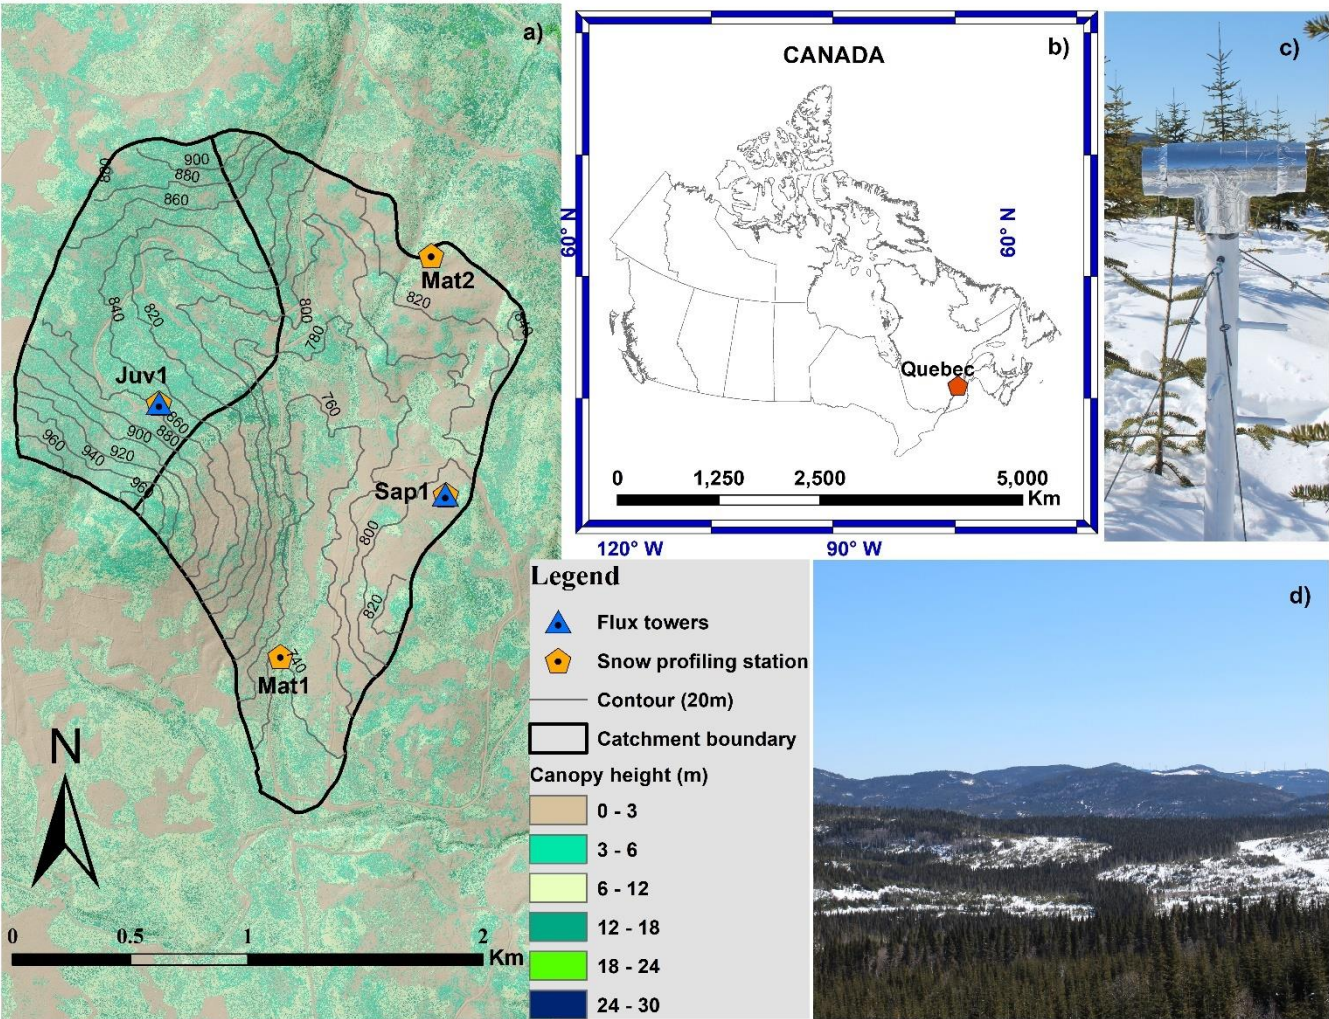 a)
900
880
880
860
840
820
800
780
820
840
Mat2
Juv1
760
860
880
900
920
940
960
960
Sap1
800
820
740
Mat1
N
0 0.5 1 2
Km
b)
CANADA
60° N
60° N
Quebec
0 1,250 2,500 5,000
Km
120° W 90° W
c)
Legend
Flux towers
Snow profiling station
Contour (20m)
Catchment boundary
Canopy height (m)
0 - 3
3 - 6
6 - 12
12 - 18
18 - 24
24 - 30
d)